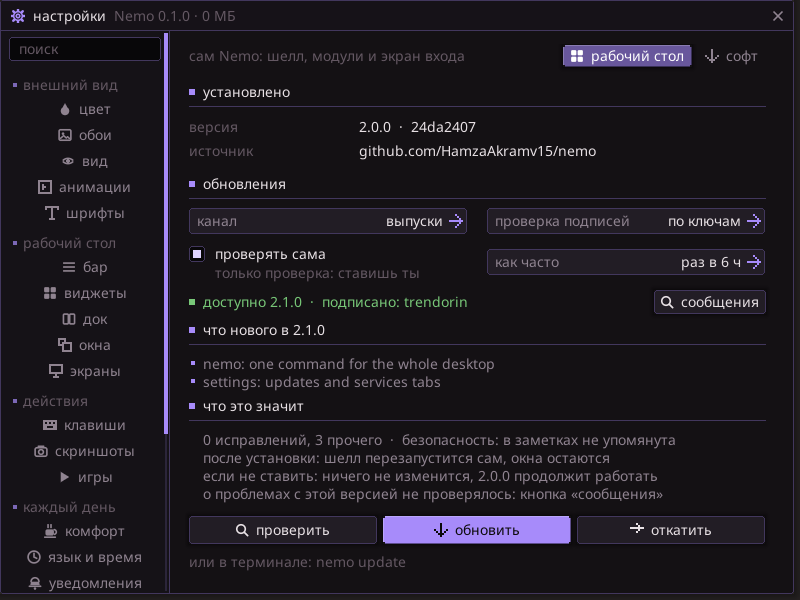 настройки Nemo 0.1.0 · 0 МБ
поиск
внешний вид
цвет
обои
вид
анимации
шрифты
рабочий стол
бар
виджеты
док
окна
экраны
действия
клавиши
скриншоты
игры
каждый день
комфорт
язык и время
уведомления
сам Nemo: шелл, модули и экран входа
рабочий стол
софт
установлено
версия 2.0.0 · 24da2407
источник github.com/HamzaAkramv15/nemo
обновления
канал выпуски
проверка подписей по ключам
проверять сама
только проверка: ставишь ты
как часто раз в 6 ч
доступно 2.1.0 · подписано: trendorin
сообщения
что нового в 2.1.0
nemo: one command for the whole desktop
settings: updates and services tabs
что это значит
0 исправлений, 3 прочего · безопасность: в заметках не упомянута
после установки: шелл перезапустится сам, окна остаются
если не ставить: ничего не изменится, 2.0.0 продолжит работать
о проблемах с этой версией не проверялось: кнопка «сообщения»
проверить
обновить
откатить
или в терминале: nemo update